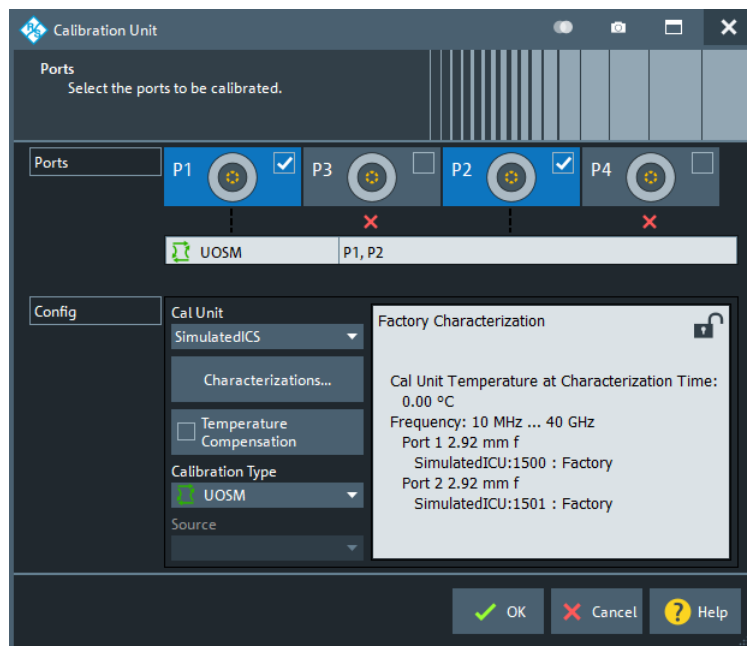 Calibration Unit
Ports
Select the ports to be calibrated.
Ports
P1
P3
P2
P4
UOSM
P1, P2
Config
Cal Unit
SimulatedICS
Characterizations...
Temperature
Compensation
Calibration Type
UOSM
Source
Factory Characterization
Cal Unit Temperature at Characterization Time:
0.00 °C
Frequency: 10 MHz ... 40 GHz
Port 1 2.92 mm f
SimulatedICU:1500 : Factory
Port 2 2.92 mm f
SimulatedICU:1501 : Factory
OK
Cancel
? Help